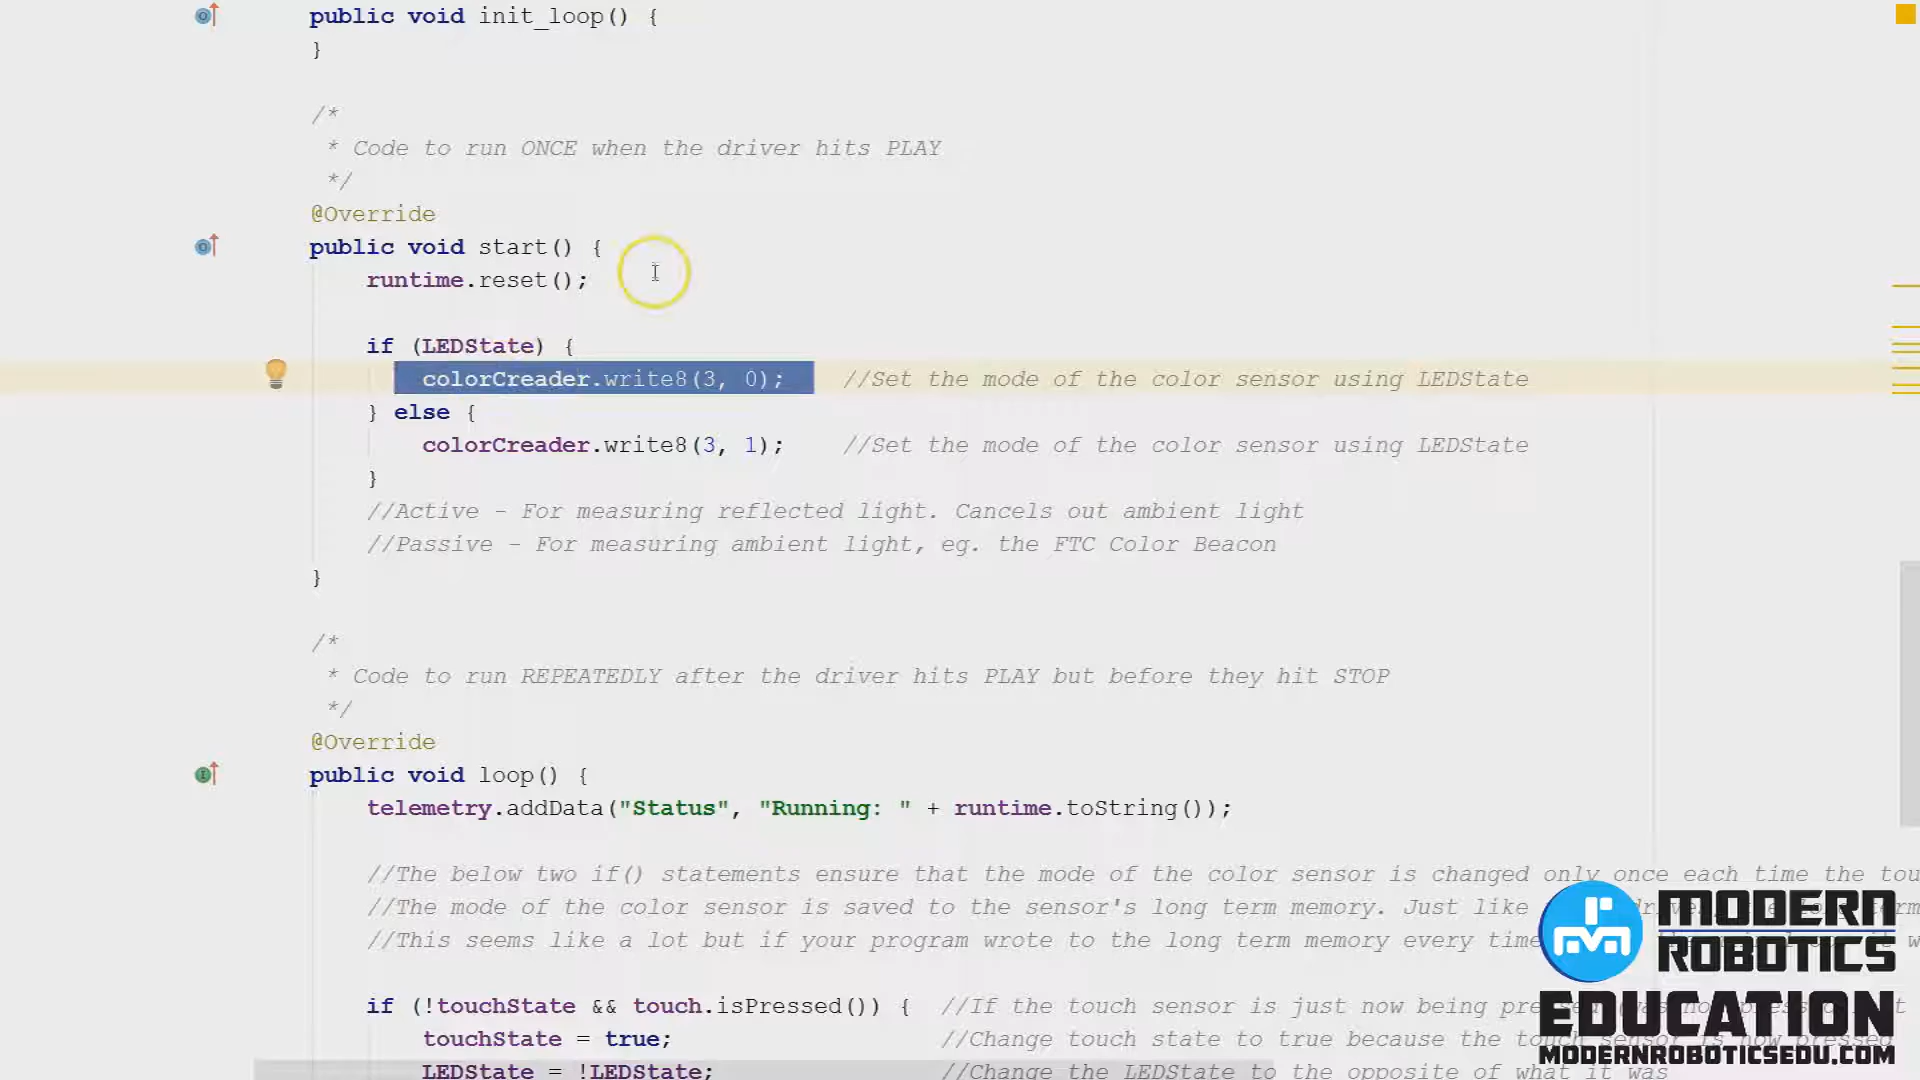 public void init_loop() {
}
/*
* Code to run ONCE when the driver hits PLAY
*/
@Override
public void start() {
runtime.reset();
if (LEDState) {
colorCreader.write8(3, 0); //Set the mode of the color sensor using LEDState
} else {
colorCreader.write8(3, 1); //Set the mode of the color sensor using LEDState
}
//Active - For measuring reflected light. Cancels out ambient light
//Passive - For measuring ambient light, eg. the FTC Color Beacon
}
/*
* Code to run REPEATEDLY after the driver hits PLAY but before they hit STOP
*/
@Override
public void loop() {
telemetry.addData("Status", "Running: " + runtime.toString());
//The below two if() statements ensure that the mode of the color sensor is changed only once each time the tou
//The mode of the color sensor is saved to the sensor's long term memory. Just like
//This seems like a lot but if your program wrote to the long term memory every time
if (!touchState && touch.isPressed()) { //If the touch sensor is just now being
touchState = true; //Change touch state to true because the touch sensor is now pressed
LEDState = !LEDState; //Change the LEDState to the opposite of what it was
MODERN
ROBOTICS
EDUCATION
MODERNROBOTICSEDU.COM